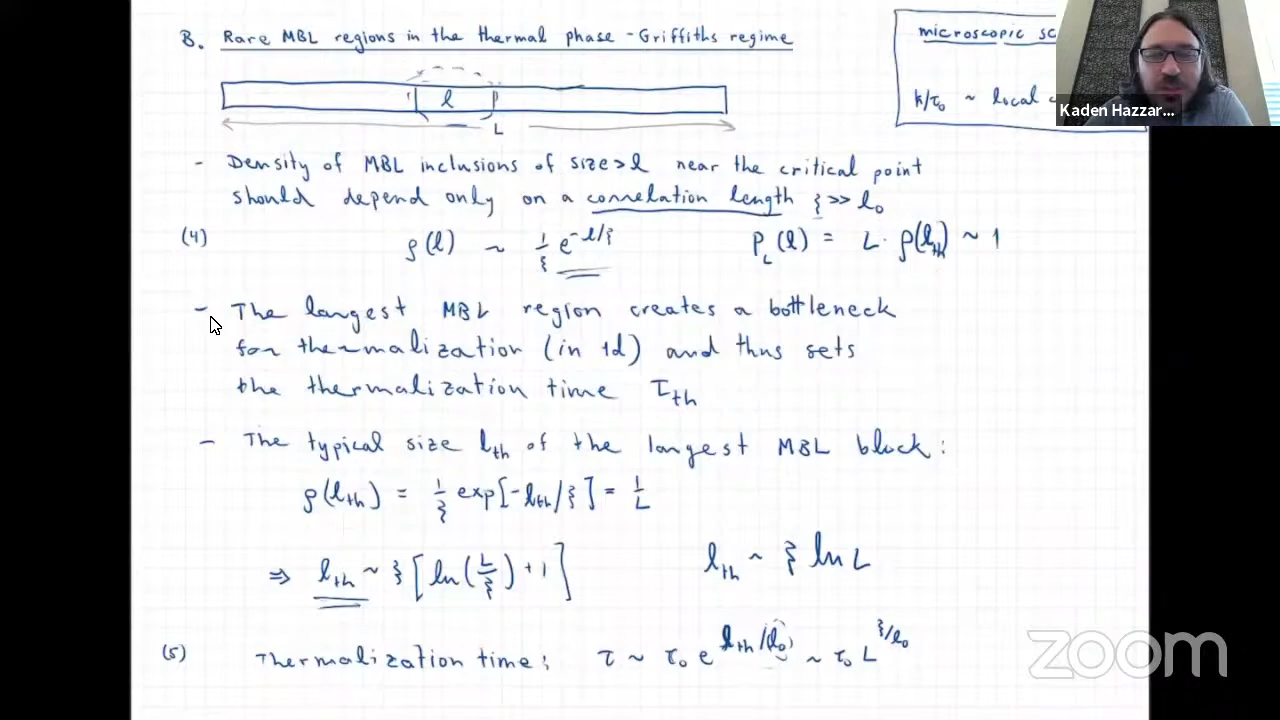 B. Rare MBL regions in the thermal phase - Griffiths regime
microscopic sc
ħ/τ₀ ~ local
Kaden Hazzar...
l
L
- Density of MBL inclusions of size > l near the critical point
should depend only on a correlation length ξ >> l₀
(4) ρ(l) ~ 1/ξ e^{-l/ξ} P_L(l) = L · ρ(l_th) ~ 1
- The largest MBL region creates a bottleneck
for thermalization (in 1d) and thus sets
the thermalization time τ_th
- The typical size l_th of the largest MBL block:
ρ(l_th) = 1/ξ exp[-l_th/ξ] = 1/L
⇒ l_th ~ ξ[ln(L/ξ) + 1] l_th ~ ξ ln L
(5) Thermalization time: τ ~ τ₀ e^{l_th/l₀} ~ τ₀ L^{ξ/l₀}
zoom